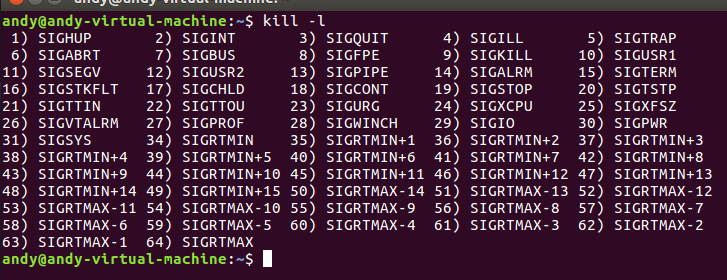 andy@andy-virtual-machine:~$ kill -l
 1) SIGHUP       2) SIGINT       3) SIGQUIT      4) SIGILL       5) SIGTRAP
 6) SIGABRT      7) SIGBUS       8) SIGFPE       9) SIGKILL     10) SIGUSR1
11) SIGSEGV     12) SIGUSR2     13) SIGPIPE     14) SIGALRM     15) SIGTERM
16) SIGSTKFLT   17) SIGCHLD     18) SIGCONT     19) SIGSTOP     20) SIGTSTP
21) SIGTTIN     22) SIGTTOU     23) SIGURG      24) SIGXCPU     25) SIGXFSZ
26) SIGVTALRM   27) SIGPROF     28) SIGWINCH    29) SIGIO       30) SIGPWR
31) SIGSYS      34) SIGRTMIN    35) SIGRTMIN+1  36) SIGRTMIN+2  37) SIGRTMIN+3
38) SIGRTMIN+4  39) SIGRTMIN+5  40) SIGRTMIN+6  41) SIGRTMIN+7  42) SIGRTMIN+8
43) SIGRTMIN+9  44) SIGRTMIN+10 45) SIGRTMIN+11 46) SIGRTMIN+12 47) SIGRTMIN+13
48) SIGRTMIN+14 49) SIGRTMIN+15 50) SIGRTMAX-14 51) SIGRTMAX-13 52) SIGRTMAX-12
53) SIGRTMAX-11 54) SIGRTMAX-10 55) SIGRTMAX-9  56) SIGRTMAX-8  57) SIGRTMAX-7
58) SIGRTMAX-6  59) SIGRTMAX-5  60) SIGRTMAX-4  61) SIGRTMAX-3  62) SIGRTMAX-2
63) SIGRTMAX-1  64) SIGRTMAX
andy@andy-virtual-machine:~$